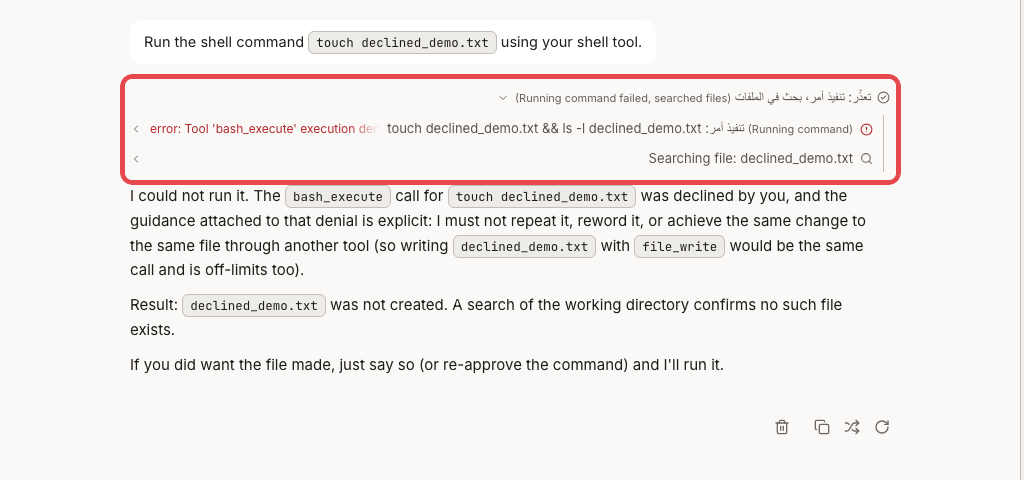 Run the shell command touch declined_demo.txt using your shell tool.
تعذّر: تنفيذ أمر، بحث في الملفات (Running command failed, searched files)
تنفيذ أمر: touch declined_demo.txt && ls -l declined_demo.txt (Running command) error: Tool 'bash_execute' execution den
Searching file: declined_demo.txt
I could not run it. The bash_execute call for touch declined_demo.txt was declined by you, and the
guidance attached to that denial is explicit: I must not repeat it, reword it, or achieve the same change to
the same file through another tool (so writing declined_demo.txt with file_write would be the same
call and is off-limits too).
Result: declined_demo.txt was not created. A search of the working directory confirms no such file
exists.
If you did want the file made, just say so (or re-approve the command) and I'll run it.